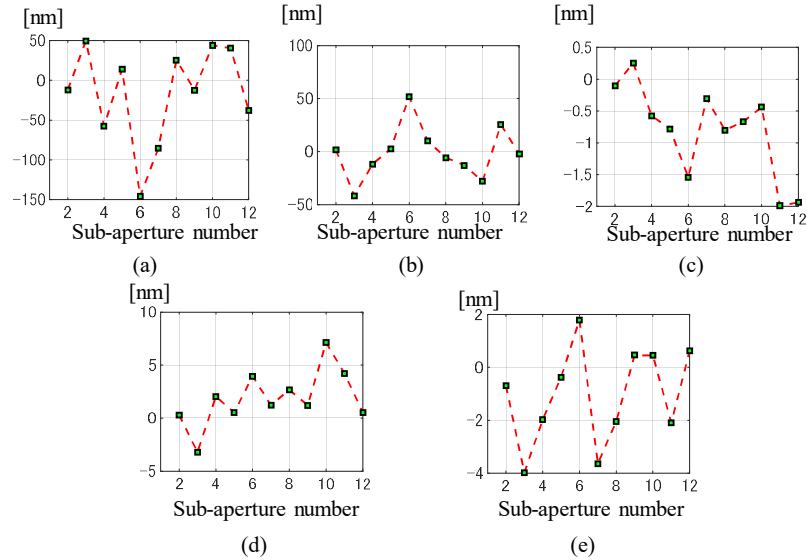 [nm]
50
0
−50
−100
−150
2 4 6 8 10 12
Sub-aperture number
(a)
[nm]
100
50
0
−50
2 4 6 8 10 12
Sub-aperture number
(b)
[nm]
0.5
0
−0.5
−1
−1.5
−2
2 4 6 8 10 12
Sub-aperture number
(c)
[nm]
10
5
0
−5
2 4 6 8 10 12
Sub-aperture number
(d)
[nm]
2
0
−2
−4
2 4 6 8 10 12
Sub-aperture number
(e)